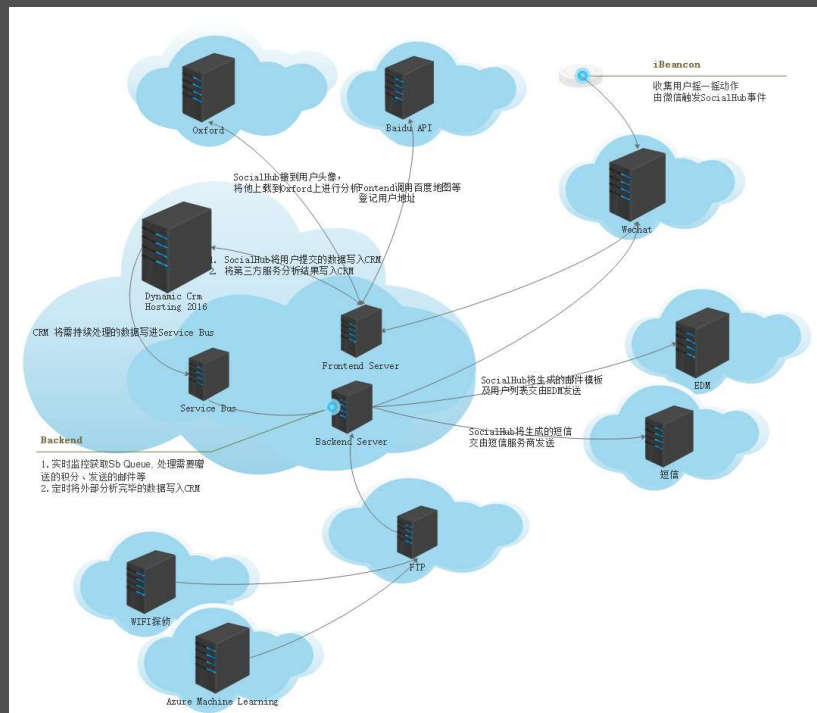 Oxford
Baidu API
iBeancon
收集用户摇一摇动作
由微信触发SocialHub事件
Wechat
SocialHub接到用户头像,
将他上载到Oxford上进行分析
Fontend调用百度地图等
登记用户地址
1. SocialHub将用户提交的数据写入CRM
2. 将第三方服务分析结果写入CRM
Dynamic Crm
Hosting 2016
CRM 将需持续处理的数据写进Service Bus
Frontend Server
Service Bus
Backend Server
SocialHub将生成的邮件模板
及用户列表交由EDM发送
EDM
SocialHub将生成的短信
交由短信服务商发送
短信
Backend
1.实时监控获取Sb Queue, 处理需要赠
送的积分、发送的邮件等
2.定时将外部分析完毕的数据写入CRM
FTP
WIFI探侦
Azure Machine Learning